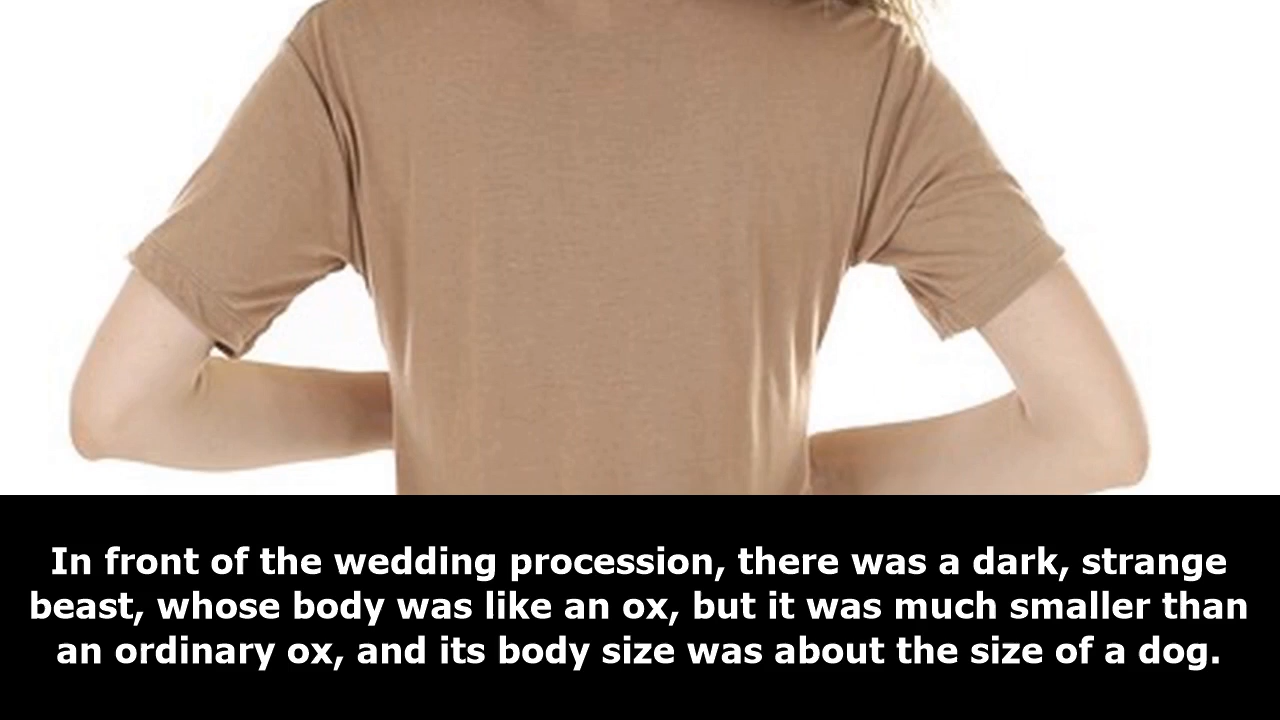 In front of the wedding procession, there was a dark, strange
beast, whose body was like an ox, but it was much smaller than
an ordinary ox, and its body size was about the size of a dog.